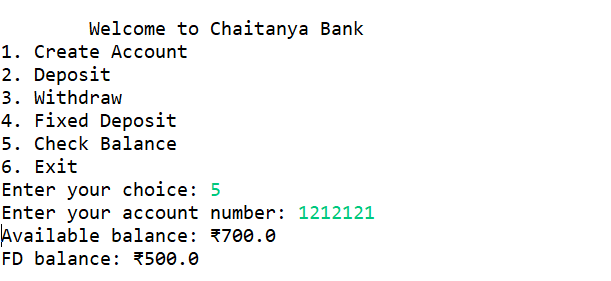 Welcome to Chaitanya Bank
1. Create Account
2. Deposit
3. Withdraw
4. Fixed Deposit
5. Check Balance
6. Exit
Enter your choice: 5
Enter your account number: 1212121
Available balance: ₹700.0
FD balance: ₹500.0